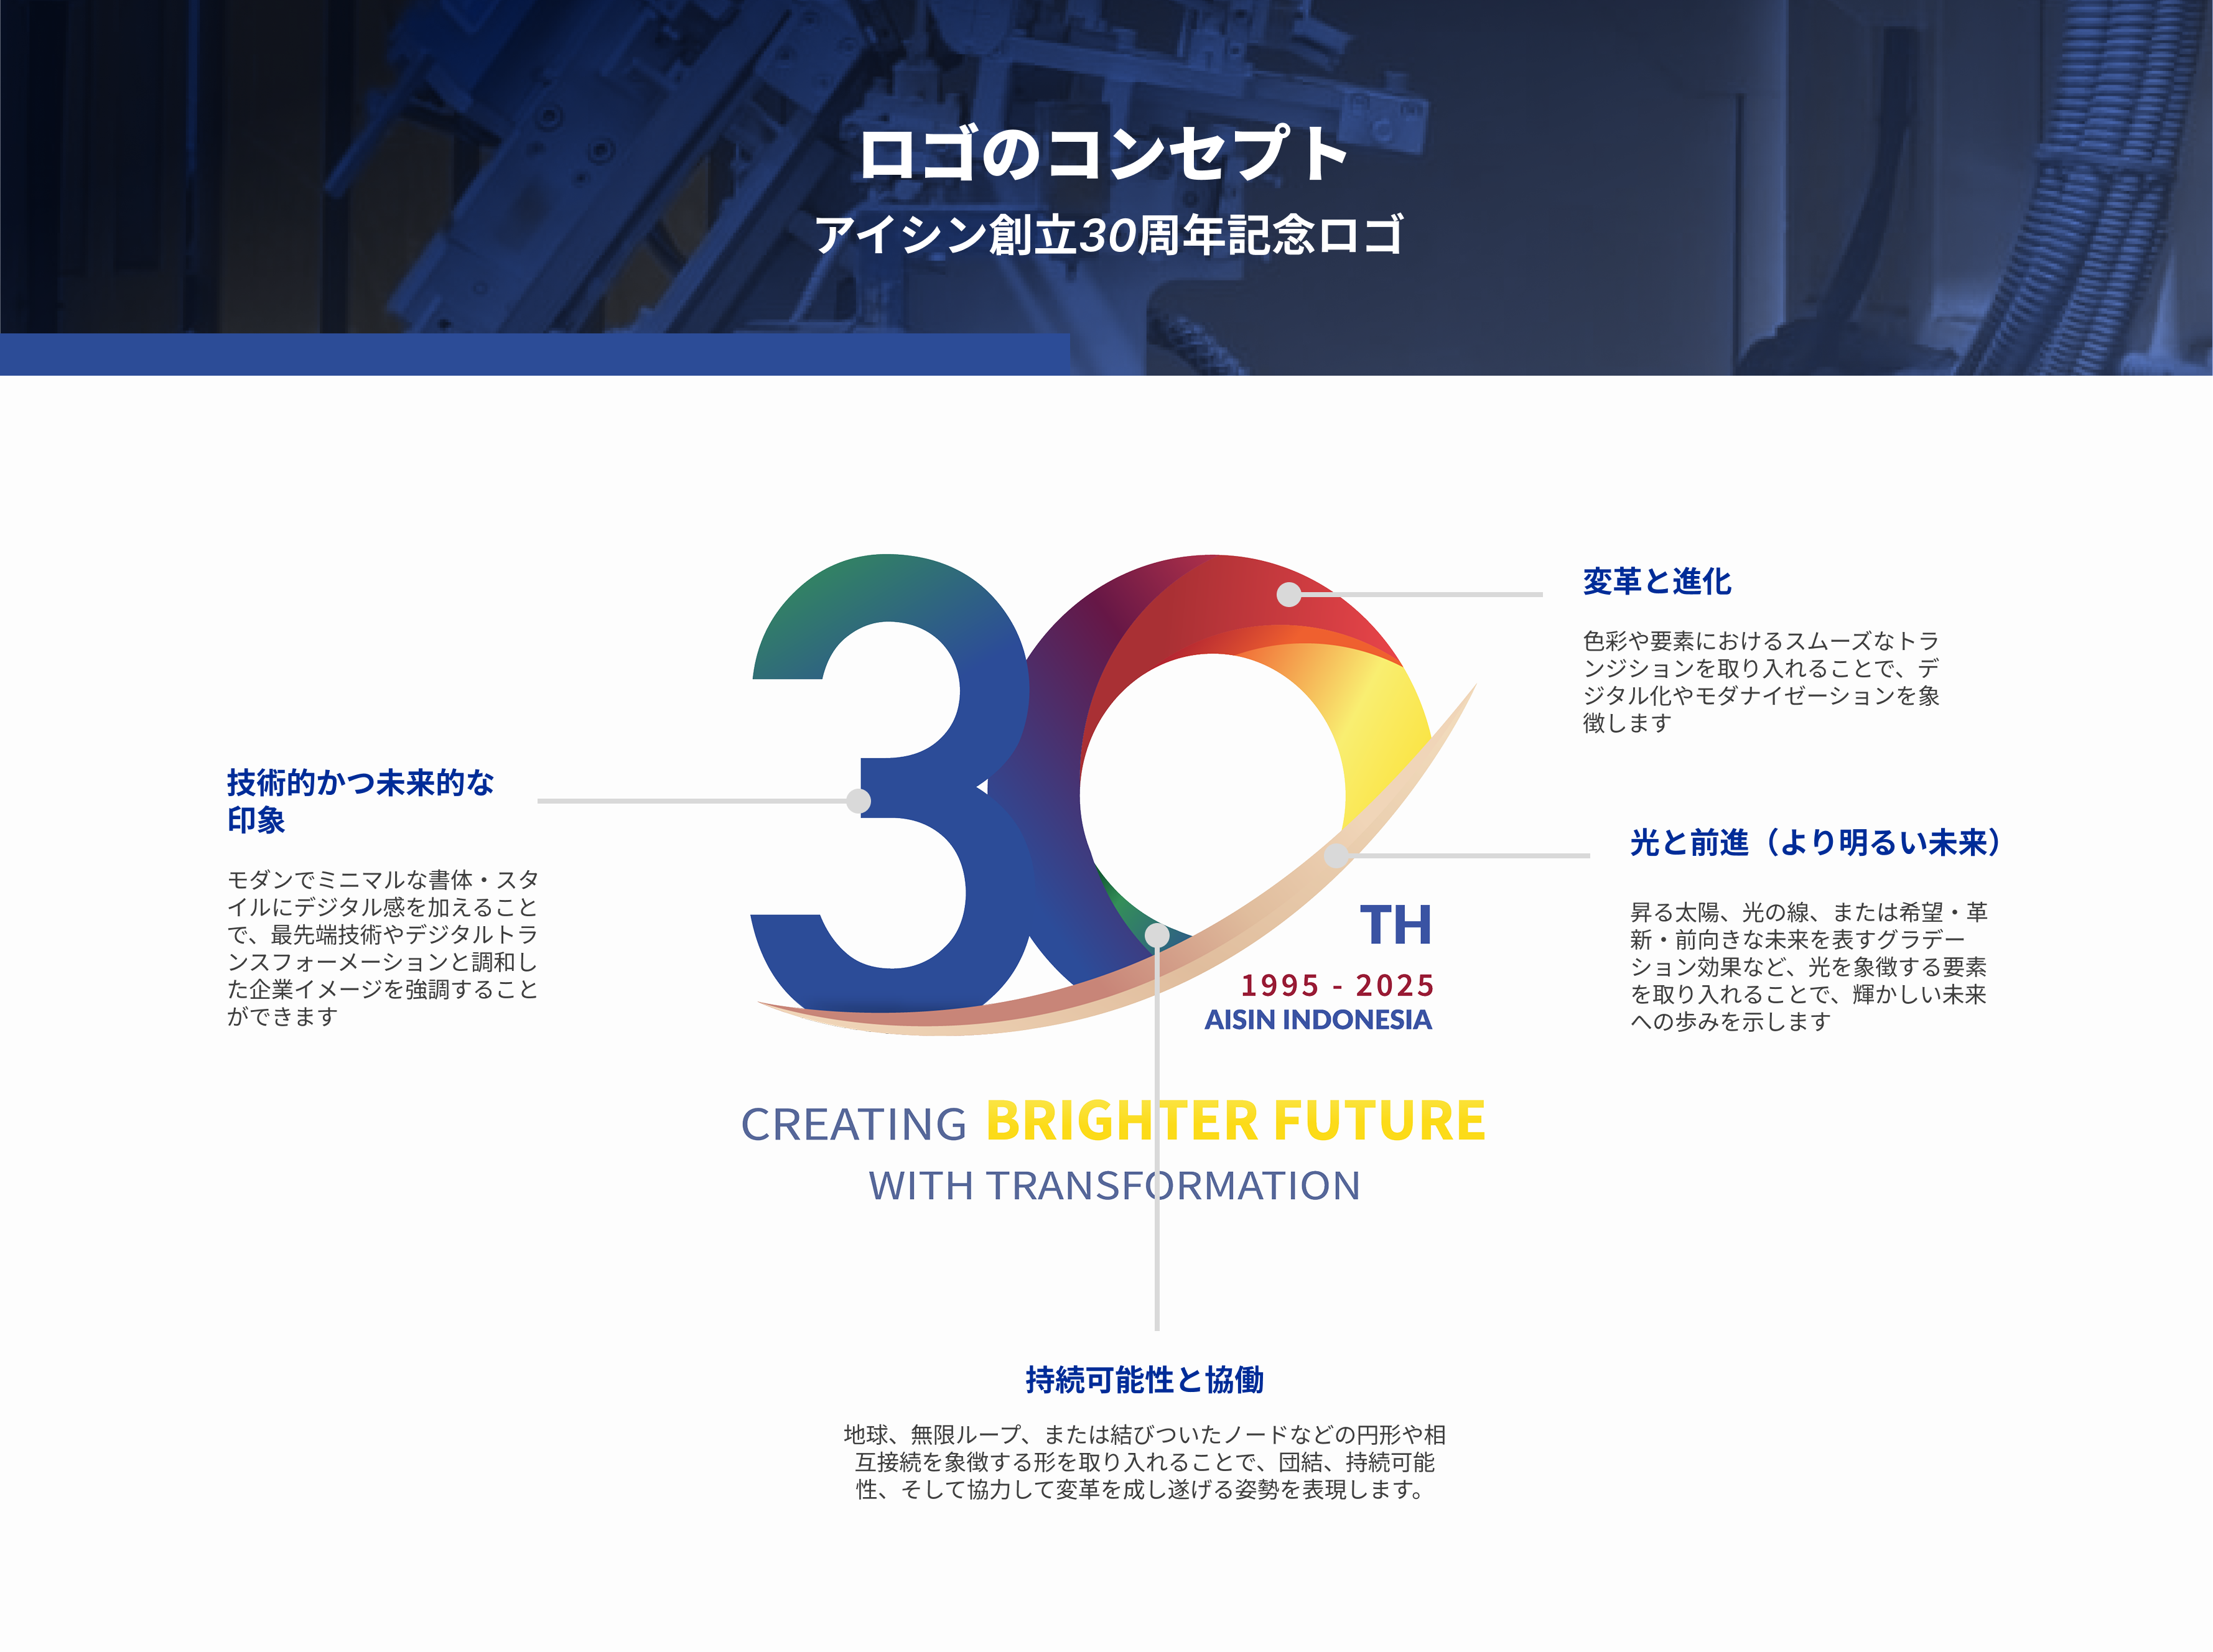 ロゴのコンセプト
アイシン創立30周年記念ロゴ
変革と進化
色彩や要素におけるスムーズなトラ
ンジションを取り入れることで、デ
ジタル化やモダナイゼーションを象
徴します
技術的かつ未来的な
印象
モダンでミニマルな書体・スタ
イルにデジタル感を加えること
で、最先端技術やデジタルトラ
ンスフォーメーションと調和し
た企業イメージを強調すること
ができます
光と前進（より明るい未来）
昇る太陽、光の線、または希望・革
新・前向きな未来を表すグラデー
ション効果など、光を象徴する要素
を取り入れることで、輝かしい未来
への歩みを示します
30
TH
1995 - 2025
AISIN INDONESIA
CREATING BRIGHTER FUTURE
WITH TRANSFORMATION
持続可能性と協働
地球、無限ループ、または結びついたノードなどの円形や相
互接続を象徴する形を取り入れることで、団結、持続可能
性、そして協力して変革を成し遂げる姿勢を表現します。